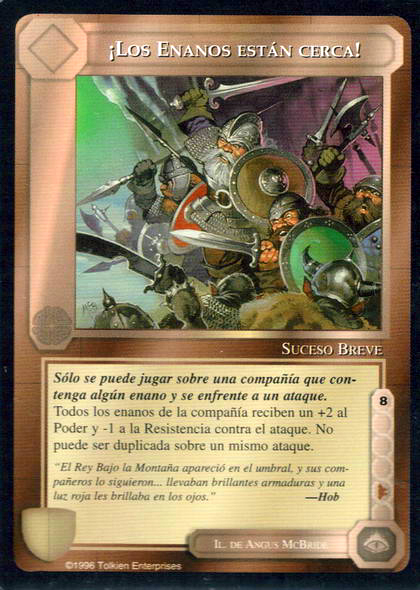 ¡Los Enanos están cerca!
McB
Suceso Breve
Sólo se puede jugar sobre una compañía que con-
tenga algún enano y se enfrente a un ataque.
Todos los enanos de la compañía reciben un +2 al
Poder y -1 a la Resistencia contra el ataque. No
puede ser duplicada sobre un mismo ataque.
8
"El Rey Bajo la Montaña apareció en el umbral, y sus com-
pañeros lo siguieron... llevaban brillantes armaduras y una
luz roja les brillaba en los ojos." —Hob
Il. de Angus McBride
©1996 Tolkien Enterprises